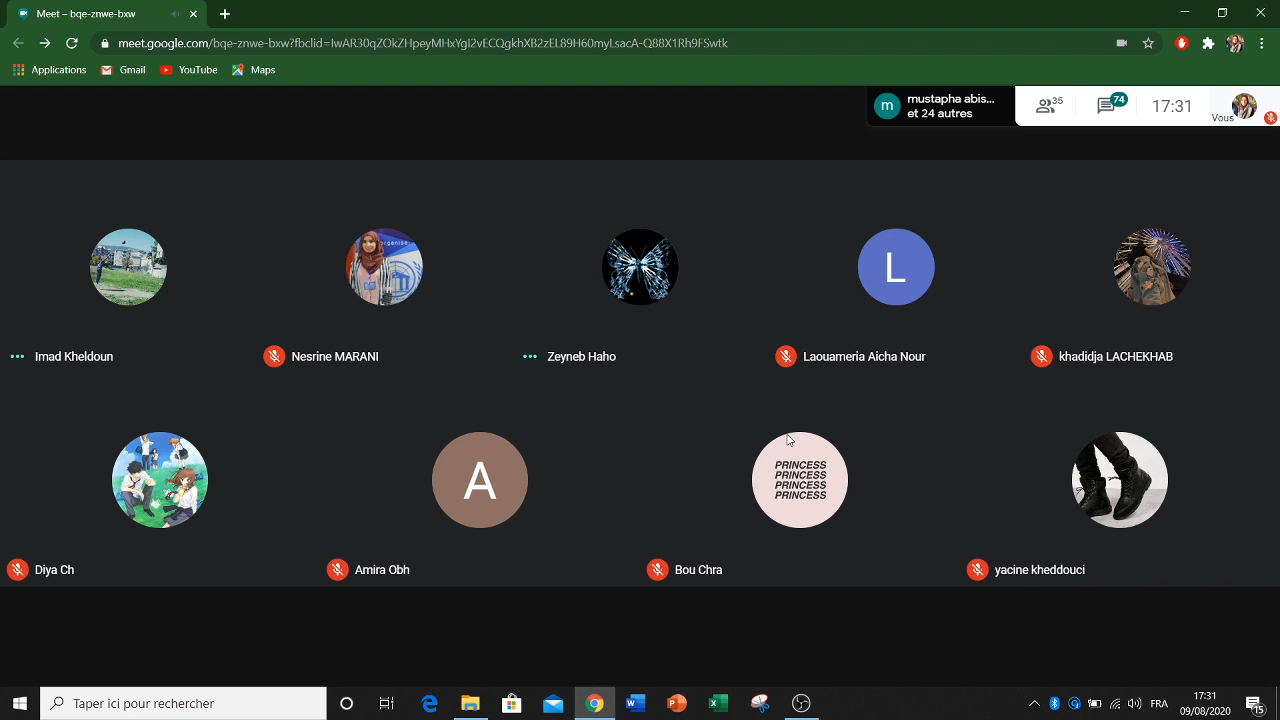 Meet – bqe-znwe-bxw
meet.google.com/bqe-znwe-bxw?fbclid=IwAR30qZOkZHpeyMHxYgI2vECQgkhXB2zEL89H60myLsacA-Q88X1Rh9FSwtk
Applications Gmail YouTube Maps
m mustapha abis...
et 24 autres
35 74 17:31 Vous
organise
L
Imad Kheldoun Nesrine MARANI Zeyneb Haho Laouameria Aicha Nour khadidja LACHEKHAB
A
PRINCESS
PRINCESS
PRINCESS
PRINCESS
Diya Ch Amira Obh Bou Chra yacine kheddouci
Taper ici pour rechercher
FRA
17:31
09/08/2020
15